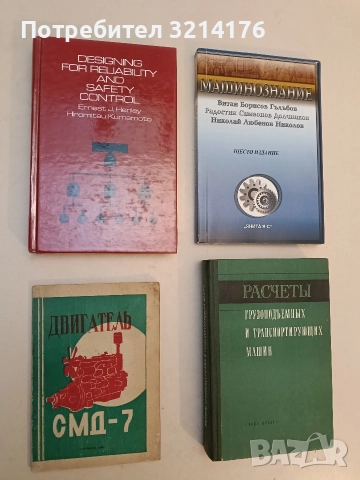 Потребител 3214176
DESIGNING
FOR RELIABILITY
AND
SAFETY
CONTROL
Ernest J. Henley
Hiromitsu Kumamoto
МАШИНОЗНАНИЕ
Витан Борисов Гълъбов
Радостин Симеонов Долчинков
Николай Любенов Николов
ШЕСТО ИЗДАНИЕ
ДВИГАТЕЛЬ
СМД-7
РАСЧЕТЫ
ГРУЗОПОДЪЕМНЫХ
И ТРАНСПОРТИРУЮЩИХ
МАШИН
bazar